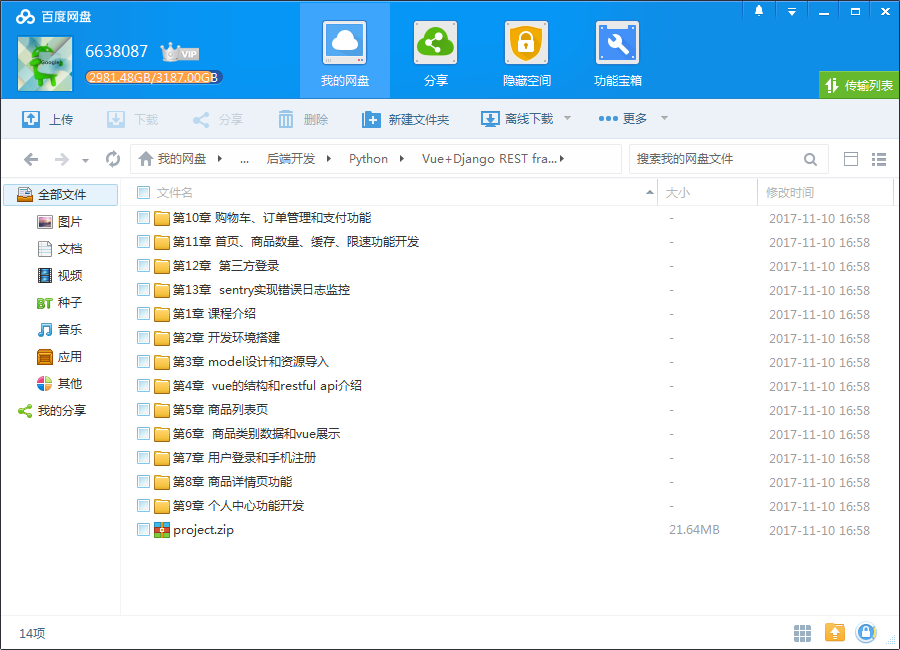 百度网盘
6638087 VIP
2981.48GB/3187.00GB
我的网盘 分享 隐藏空间 功能宝箱
传输列表
上传 下载 分享 删除 新建文件夹 离线下载 更多
我的网盘 ... 后端开发 Python Vue+Django REST fra... 搜索我的网盘文件
全部文件
图片
文档
视频
BT 种子
音乐
应用
其他
我的分享
文件名 大小 修改时间
第10章 购物车、订单管理和支付功能 - 2017-11-10 16:58
第11章 首页、商品数量、缓存、限速功能开发 - 2017-11-10 16:58
第12章 第三方登录 - 2017-11-10 16:58
第13章 sentry实现错误日志监控 - 2017-11-10 16:58
第1章 课程介绍 - 2017-11-10 16:58
第2章 开发环境搭建 - 2017-11-10 16:58
第3章 model设计和资源导入 - 2017-11-10 16:58
第4章 vue的结构和restful api介绍 - 2017-11-10 16:58
第5章 商品列表页 - 2017-11-10 16:58
第6章 商品类别数据和vue展示 - 2017-11-10 16:58
第7章 用户登录和手机注册 - 2017-11-10 16:58
第8章 商品详情页功能 - 2017-11-10 16:58
第9章 个人中心功能开发 - 2017-11-10 16:58
project.zip 21.64MB 2017-11-10 16:58
14项